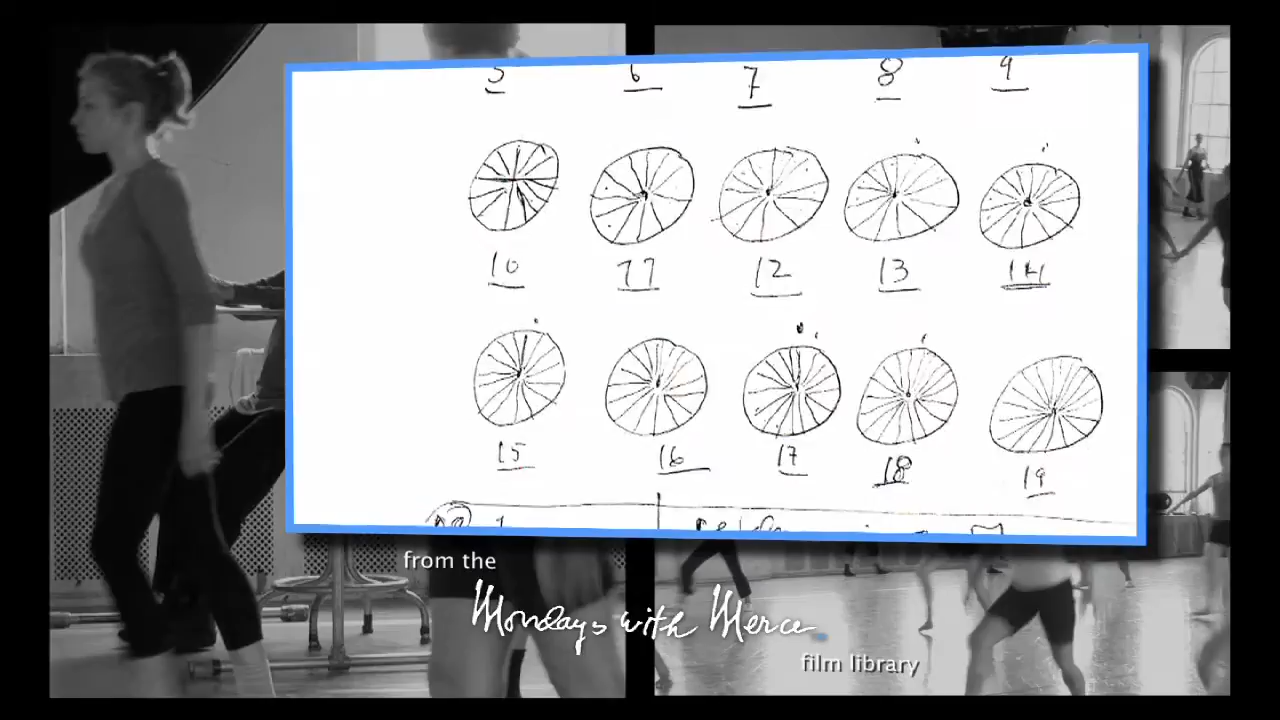 5 6 7 8 9
10 11 12 13 14
15 16 17 18 19
from the
Mondays with Merce
film library